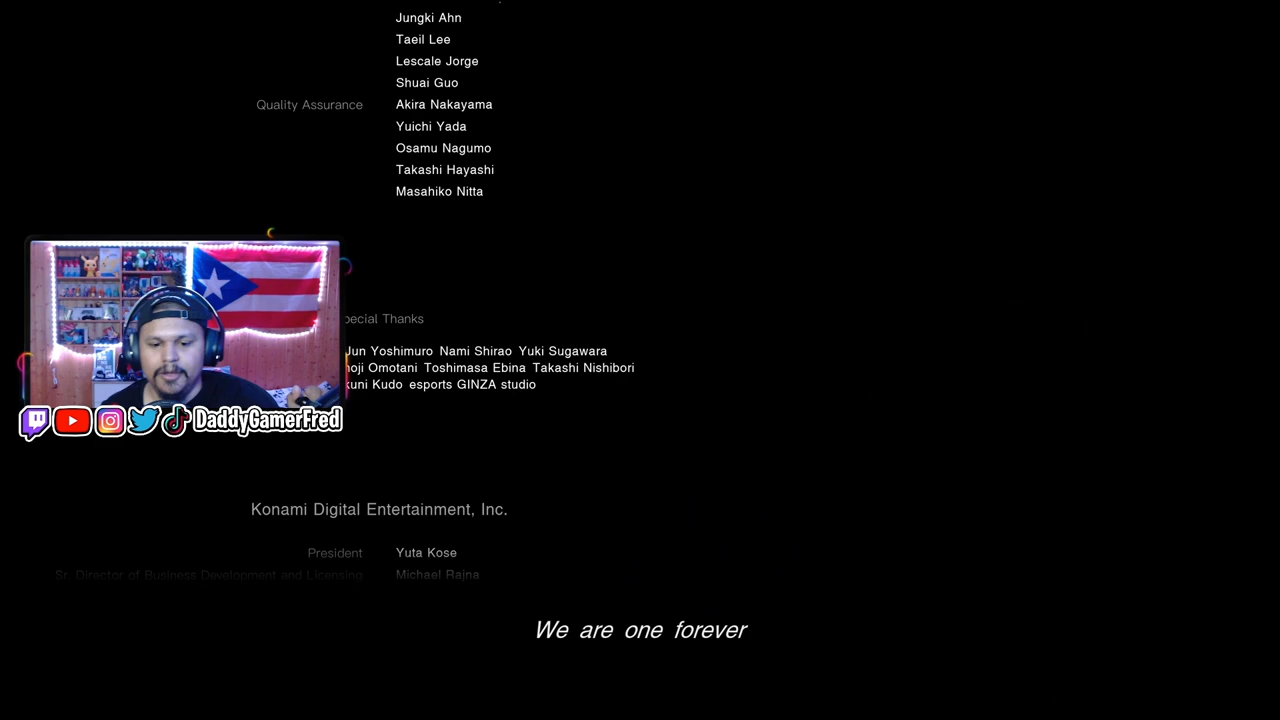 Jungki Ahn
Taeil Lee
Lescale Jorge
Shuai Guo
Quality Assurance Akira Nakayama
Yuichi Yada
Osamu Nagumo
Takashi Hayashi
Masahiko Nitta
pecial Thanks
Jun Yoshimuro Nami Shirao Yuki Sugawara
oji Omotani Toshimasa Ebina Takashi Nishibori
kuni Kudo esports GINZA studio
DaddyGamerFred
Konami Digital Entertainment, Inc.
President Yuta Kose
Sr. Director of Business Development and Licensing Michael Rajna
We are one forever